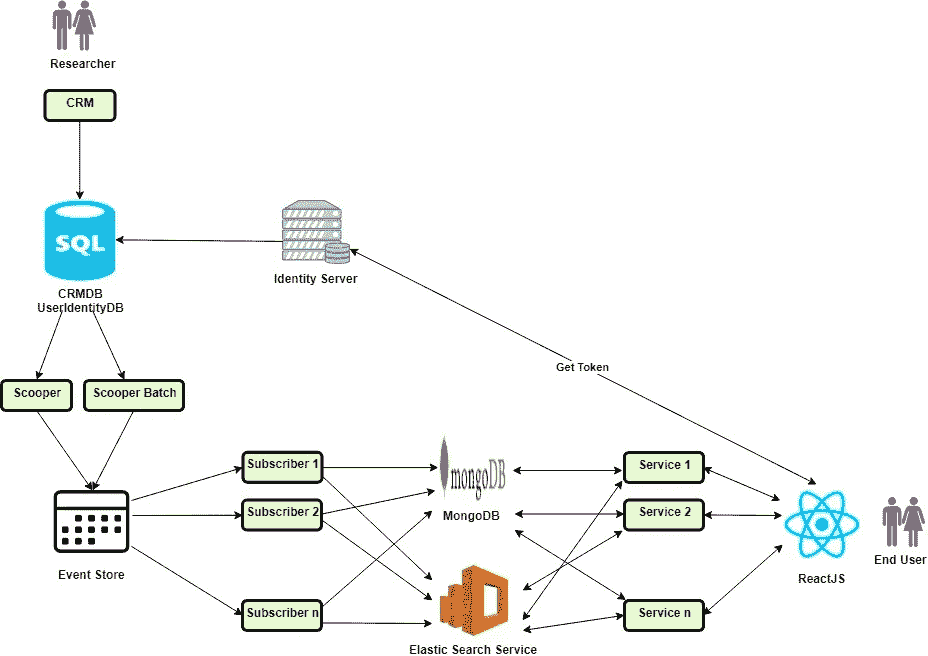 Researcher
CRM
SQL
Identity Server
CRMDB
UserIdentityDB
Get Token
Scooper
Scooper Batch
Subscriber 1
mongoDB
Service 1
Subscriber 2
MongoDB
Service 2
Event Store
End User
ReactJS
Subscriber n
Service n
Elastic Search Service